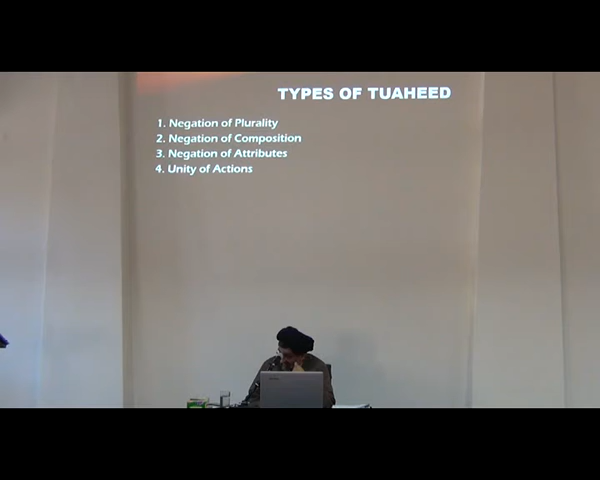 TYPES OF TUAHEED
1. Negation of Plurality
2. Negation of Composition
3. Negation of Attributes
4. Unity of Actions